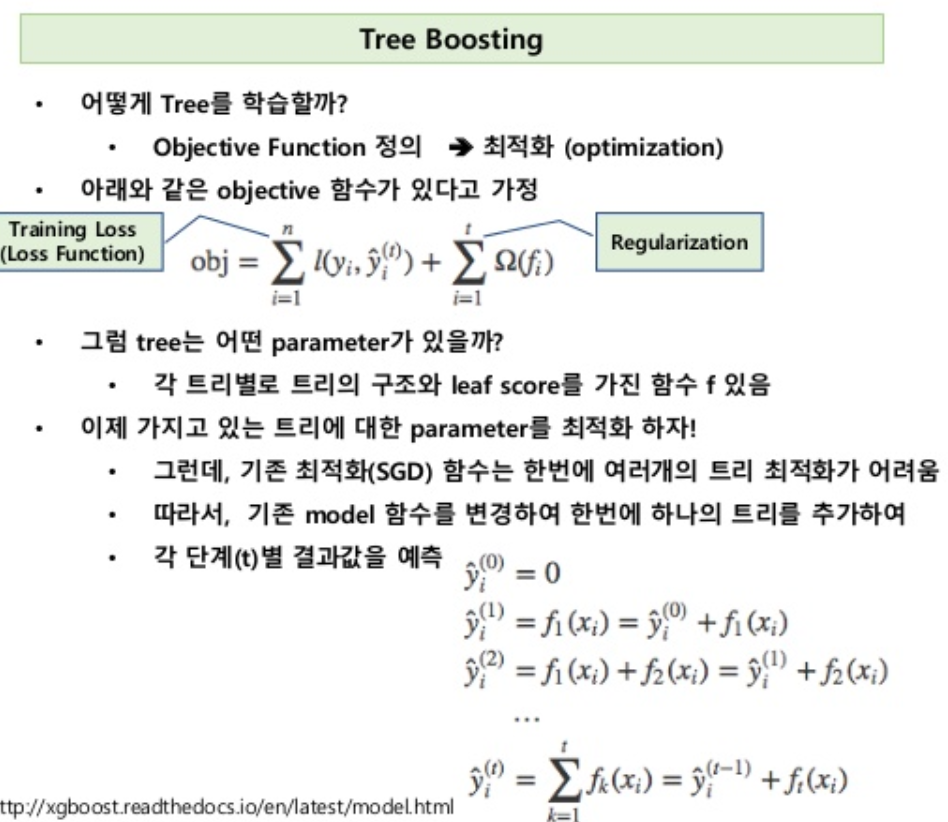 Tree Boosting
• 어떻게 Tree를 학습할까?
• Objective Function 정의 ➔ 최적화 (optimization)
• 아래와 같은 objective 함수가 있다고 가정
Training Loss
(Loss Function)
obj = \sum_{i=1}^{n} l(y_i, \hat{y}_i^{(t)}) + \sum_{i=1}^{t} Ω(f_i)
Regularization
• 그럼 tree는 어떤 parameter가 있을까?
• 각 트리별로 트리의 구조와 leaf score를 가진 함수 f 있음
• 이제 가지고 있는 트리에 대한 parameter를 최적화 하자!
• 그런데, 기존 최적화(SGD) 함수는 한번에 여러개의 트리 최적화가 어려움
• 따라서, 기존 model 함수를 변경하여 한번에 하나의 트리를 추가하여
• 각 단계(t)별 결과값을 예측
\hat{y}_i^{(0)} = 0
\hat{y}_i^{(1)} = f_1(x_i) = \hat{y}_i^{(0)} + f_1(x_i)
\hat{y}_i^{(2)} = f_1(x_i) + f_2(x_i) = \hat{y}_i^{(1)} + f_2(x_i)
…
\hat{y}_i^{(t)} = \sum_{k=1}^{t} f_k(x_i) = \hat{y}_i^{(t-1)} + f_t(x_i)
ttp://xgboost.readthedocs.io/en/latest/model.html